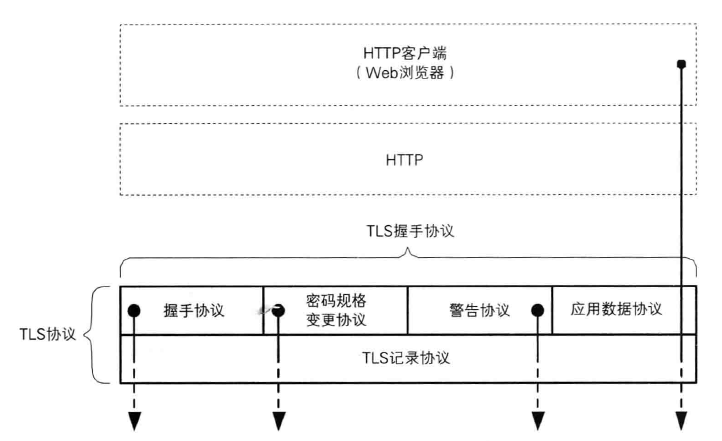 HTTP客户端
（Web浏览器）
HTTP
TLS握手协议
TLS协议
握手协议
密码规格
变更协议
警告协议
应用数据协议
TLS记录协议